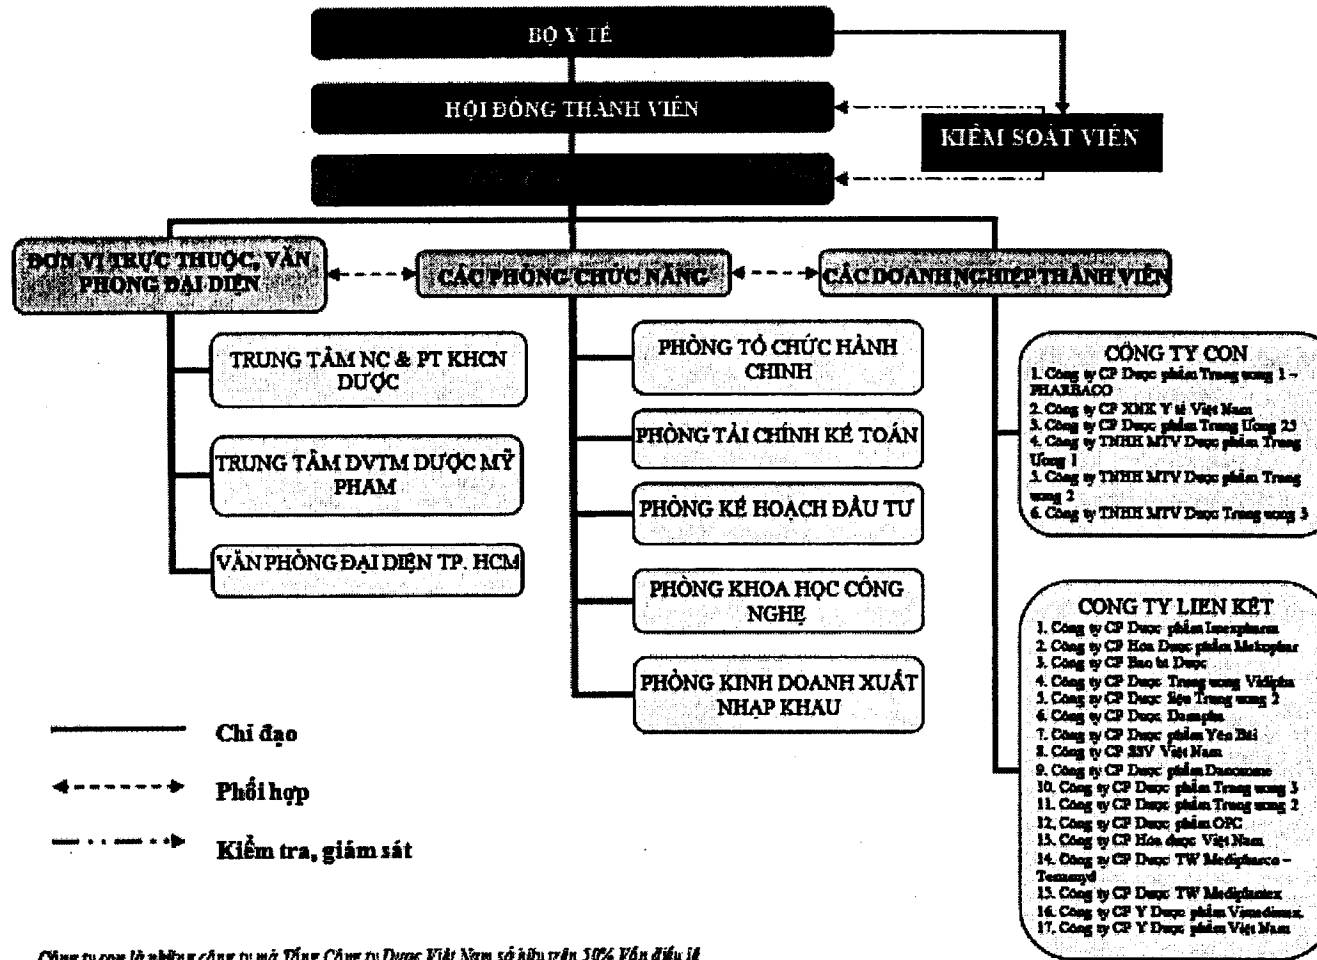 BỘ Y TẾ
HỘI ĐỒNG THÀNH VIÊN
KIỂM SOÁT VIÊN
ĐƠN VỊ TRỰC THUỘC, VĂN
PHÒNG ĐẠI DIỆN
CÁC PHÒNG CHỨC NĂNG
CÁC DOANH NGHIỆP THÀNH VIÊN
TRUNG TÂM NC & PT KHCN
DƯỢC
TRUNG TÂM DVTM DƯỢC MỸ
PHẨM
VĂN PHÒNG ĐẠI DIỆN TP. HCM
PHÒNG TỔ CHỨC HÀNH
CHÍNH
PHÒNG TÀI CHÍNH KẾ TOÁN
PHÒNG KẾ HOẠCH ĐẦU TƯ
PHÒNG KHOA HỌC CÔNG
NGHỆ
PHÒNG KINH DOANH XUẤT
NHẬP KHẨU
CÔNG TY CON
1. Công ty CP Dược phẩm Trung ương 1 –
PHARBACO
2. Công ty CP XNK Y tế Việt Nam
3. Công ty CP Dược phẩm Trung Ương 25
4. Công ty TNHH MTV Dược phẩm Trung
Ương 1
5. Công ty TNHH MTV Dược phẩm Trung
ương 2
6. Công ty TNHH MTV Dược Trung ương 3
CÔNG TY LIÊN KẾT
1. Công ty CP Dược phẩm Imexpharm
2. Công ty CP Hóa Dược phẩm Mekophar
3. Công ty CP Bao bì Dược
4. Công ty CP Dược Trung ương Vidipha
5. Công ty CP Dược liệu Trung ương 2
6. Công ty CP Dược Danapha
7. Công ty CP Dược phẩm Yên Bái
8. Công ty CP SSV Việt Nam
9. Công ty CP Dược phẩm Danomme
10. Công ty CP Dược phẩm Trung ương 3
11. Công ty CP Dược phẩm Trung ương 2
12. Công ty CP Dược phẩm OPC
13. Công ty CP Hóa dược Việt Nam
14. Công ty CP Dược TW Medipharco –
Tenamyd
15. Công ty CP Dược TW Mediplantex
16. Công ty CP Y Dược phẩm Vimedimex
17. Công ty CP Y Dược phẩm Việt Nam
Chỉ đạo
Phối hợp
Kiểm tra, giám sát
Công ty con là những công ty mà Tổng Công ty Dược Việt Nam sở hữu trên 50% Vốn điều lệ